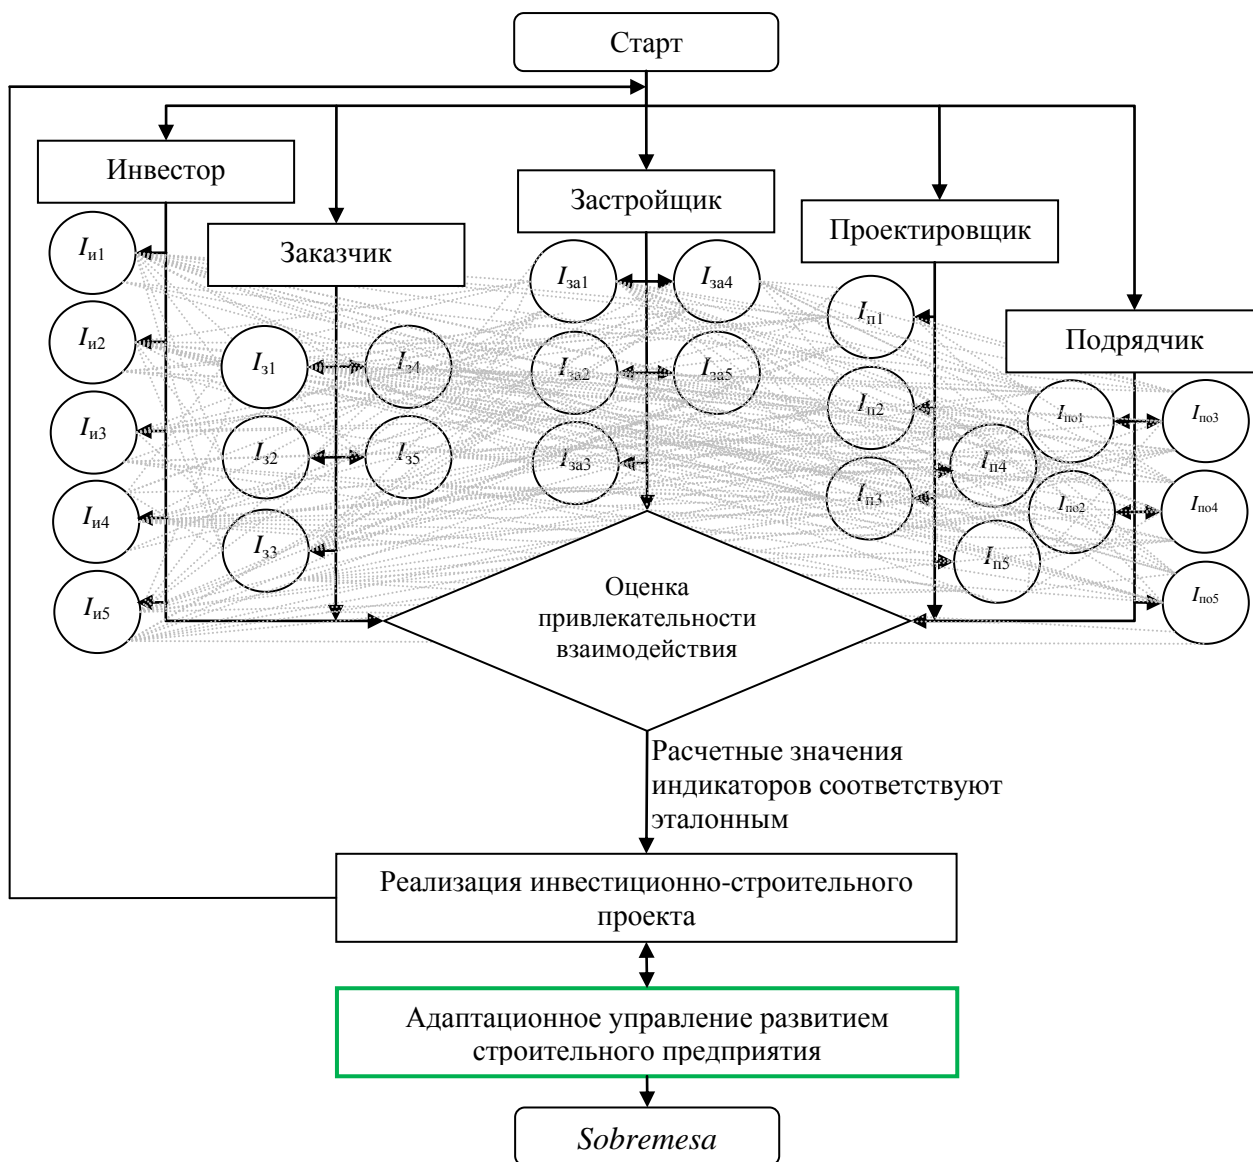 Старт
Инвестор
Заказчик
Застройщик
Проектировщик
Подрядчик
Iи1
Iи2
Iи3
Iи4
Iи5
Iз1
Iз4
Iз2
Iз5
Iз3
Iза1
Iза4
Iза2
Iза5
Iза3
Iп1
Iп2
Iп4
Iп3
Iп5
Iпо1
Iпо3
Iпо2
Iпо4
Iпо5
Оценка
привлекательности
взаимодействия
Расчетные значения
индикаторов соответствуют
эталонным
Реализация инвестиционно-строительного
проекта
Адаптационное управление развитием
строительного предприятия
Sobremesa